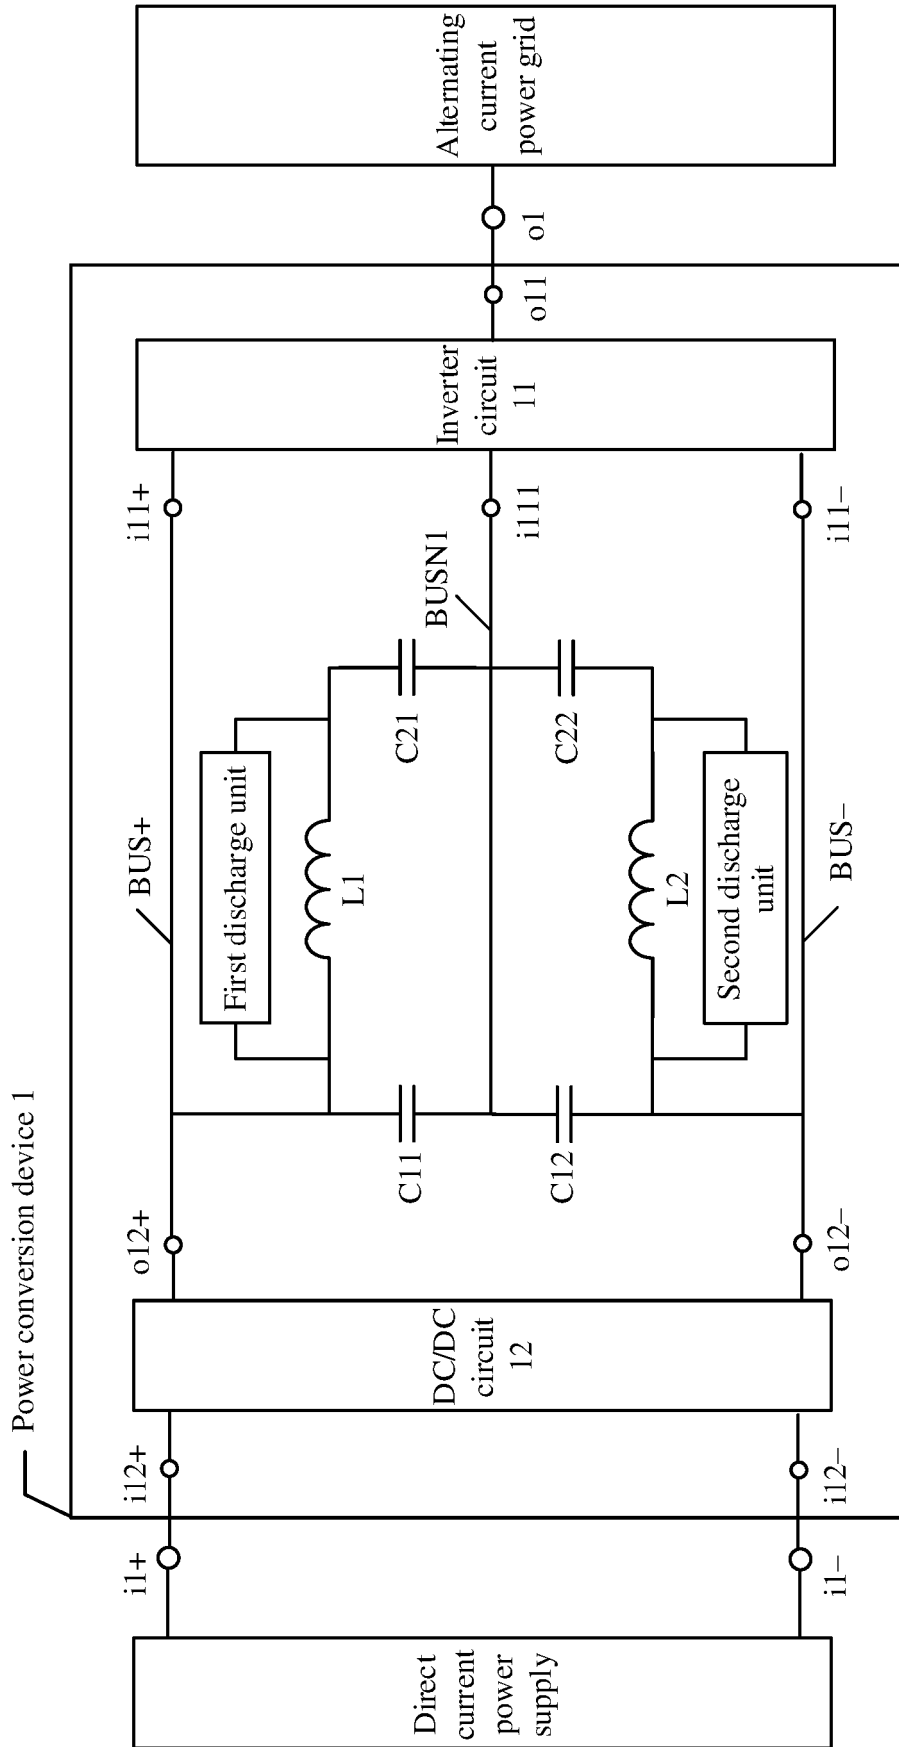 Power conversion device 1
Direct
current
power
supply
i1+
i1−
i12+
i12−
DC/DC
circuit
12
o12+
o12−
BUS+
First discharge unit
L1
C11
C21
BUSN1
C12
C22
L2
Second discharge
unit
BUS−
i11+
i111
i11−
Inverter
circuit
11
o11
o1
Alternating
current
power grid